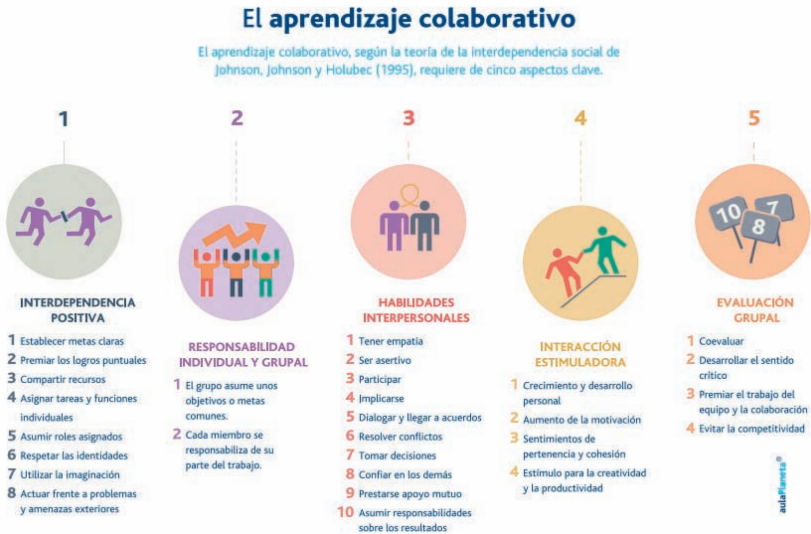 El aprendizaje colaborativo
El aprendizaje colaborativo, según la teoría de la interdependencia social de
Johnson, Johnson y Holubec (1995), requiere de cinco aspectos clave.
1
INTERDEPENDENCIA
POSITIVA
1 Establecer metas claras
2 Premiar los logros puntuales
3 Compartir recursos
4 Asignar tareas y funciones
individuales
5 Asumir roles asignados
6 Respetar las identidades
7 Utilizar la imaginación
8 Actuar frente a problemas
y amenazas exteriores
2
RESPONSABILIDAD
INDIVIDUAL Y GRUPAL
1 El grupo asume unos
objetivos o metas
comunes.
2 Cada miembro se
responsabiliza de su
parte del trabajo.
3
HABILIDADES
INTERPERSONALES
1 Tener empatía
2 Ser asertivo
3 Participar
4 Implicarse
5 Dialogar y llegar a acuerdos
6 Resolver conflictos
7 Tomar decisiones
8 Confiar en los demás
9 Prestarse apoyo mutuo
10 Asumir responsabilidades
sobre los resultados
4
INTERACCIÓN
ESTIMULADORA
1 Crecimiento y desarrollo
personal
2 Aumento de la motivación
3 Sentimientos de
pertenencia y cohesión
4 Estímulo para la creatividad
y la productividad
5
10
7
8
EVALUACIÓN
GRUPAL
1 Coevaluar
2 Desarrollar el sentido
crítico
3 Premiar el trabajo del
equipo y la colaboración
4 Evitar la competitividad
aulaPlaneta®